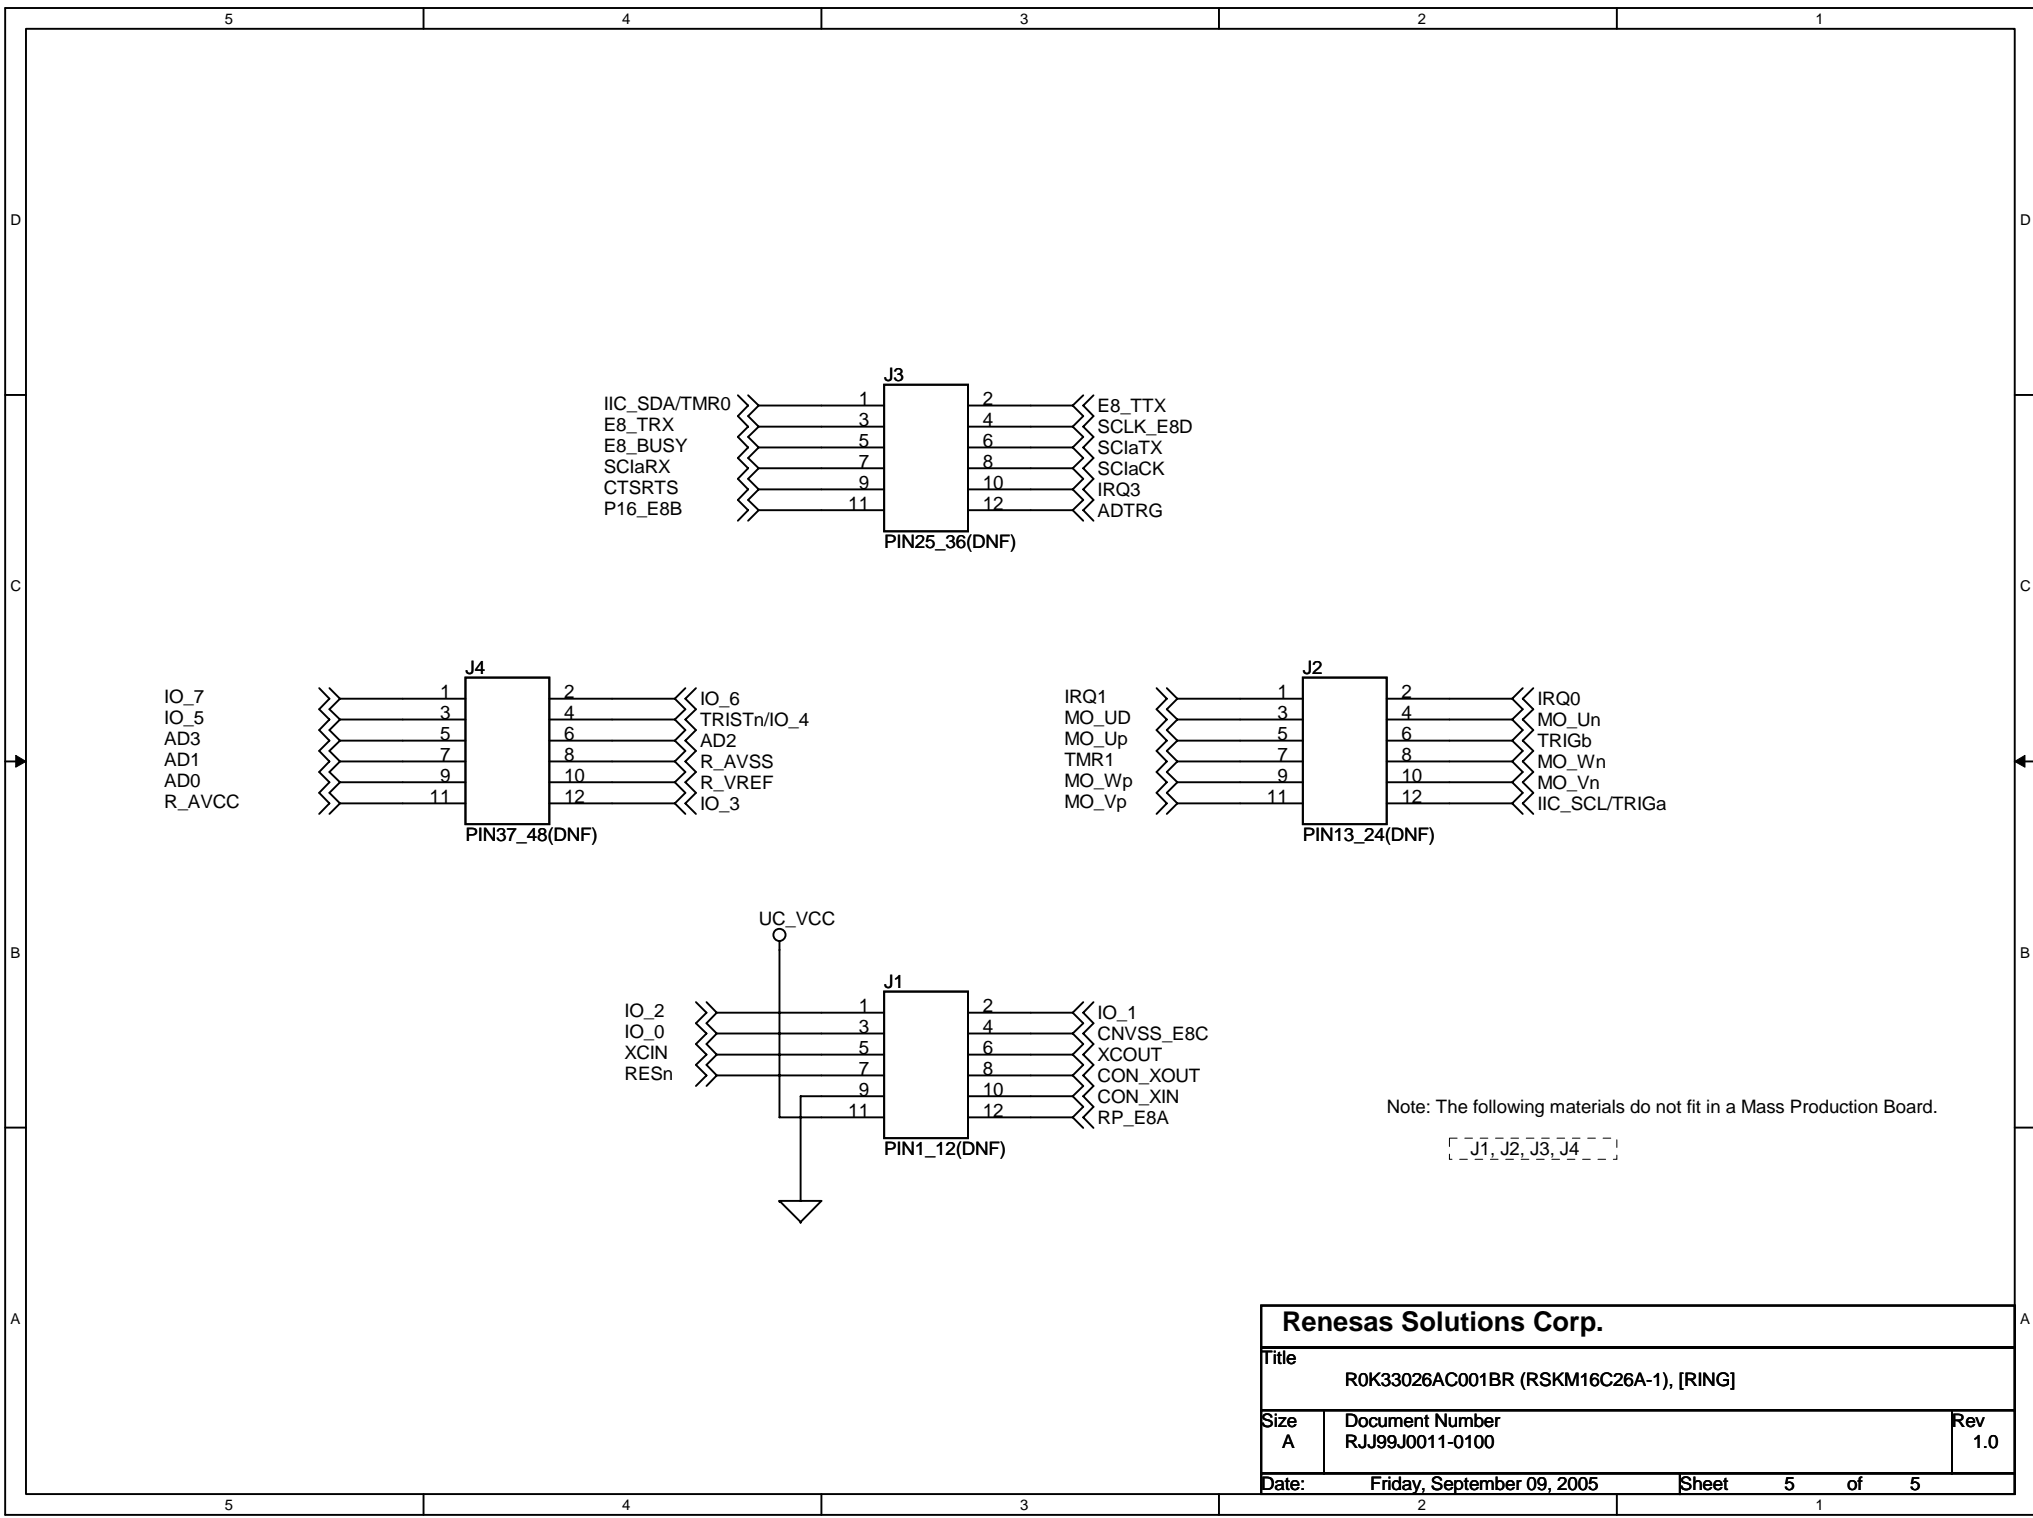 5 4 3 2 1
D D
J3
IIC_SDA/TMR0 1 2 E8_TTX
E8_TRX 3 4 SCLK_E8D
E8_BUSY 5 6 SCIaTX
SCIaRX 7 8 SCIaCK
CTSRTS 9 10 IRQ3
P16_E8B 11 12 ADTRG
PIN25_36(DNF)
C C
J4
IO_7 1 2 IO_6
IO_5 3 4 TRISTn/IO_4
AD3 5 6 AD2
AD1 7 8 R_AVSS
AD0 9 10 R_VREF
R_AVCC 11 12 IO_3
PIN37_48(DNF)
J2
IRQ1 1 2 IRQ0
MO_UD 3 4 MO_Un
MO_Up 5 6 TRIGb
TMR1 7 8 MO_Wn
MO_Wp 9 10 MO_Vn
MO_Vp 11 12 IIC_SCL/TRIGa
PIN13_24(DNF)
UC_VCC
B B
J1
IO_2 1 2 IO_1
IO_0 3 4 CNVSS_E8C
XCIN 5 6 XCOUT
RESn 7 8 CON_XOUT
9 10 CON_XIN
11 12 RP_E8A
PIN1_12(DNF)
Note: The following materials do not fit in a Mass Production Board.
J1, J2, J3, J4
A A
Renesas Solutions Corp.
Title
R0K33026AC001BR (RSKM16C26A-1), [RING]
Size Document Number Rev
A RJJ99J0011-0100 1.0
Date: Friday, September 09, 2005 Sheet 5 of 5
5 4 3 2 1